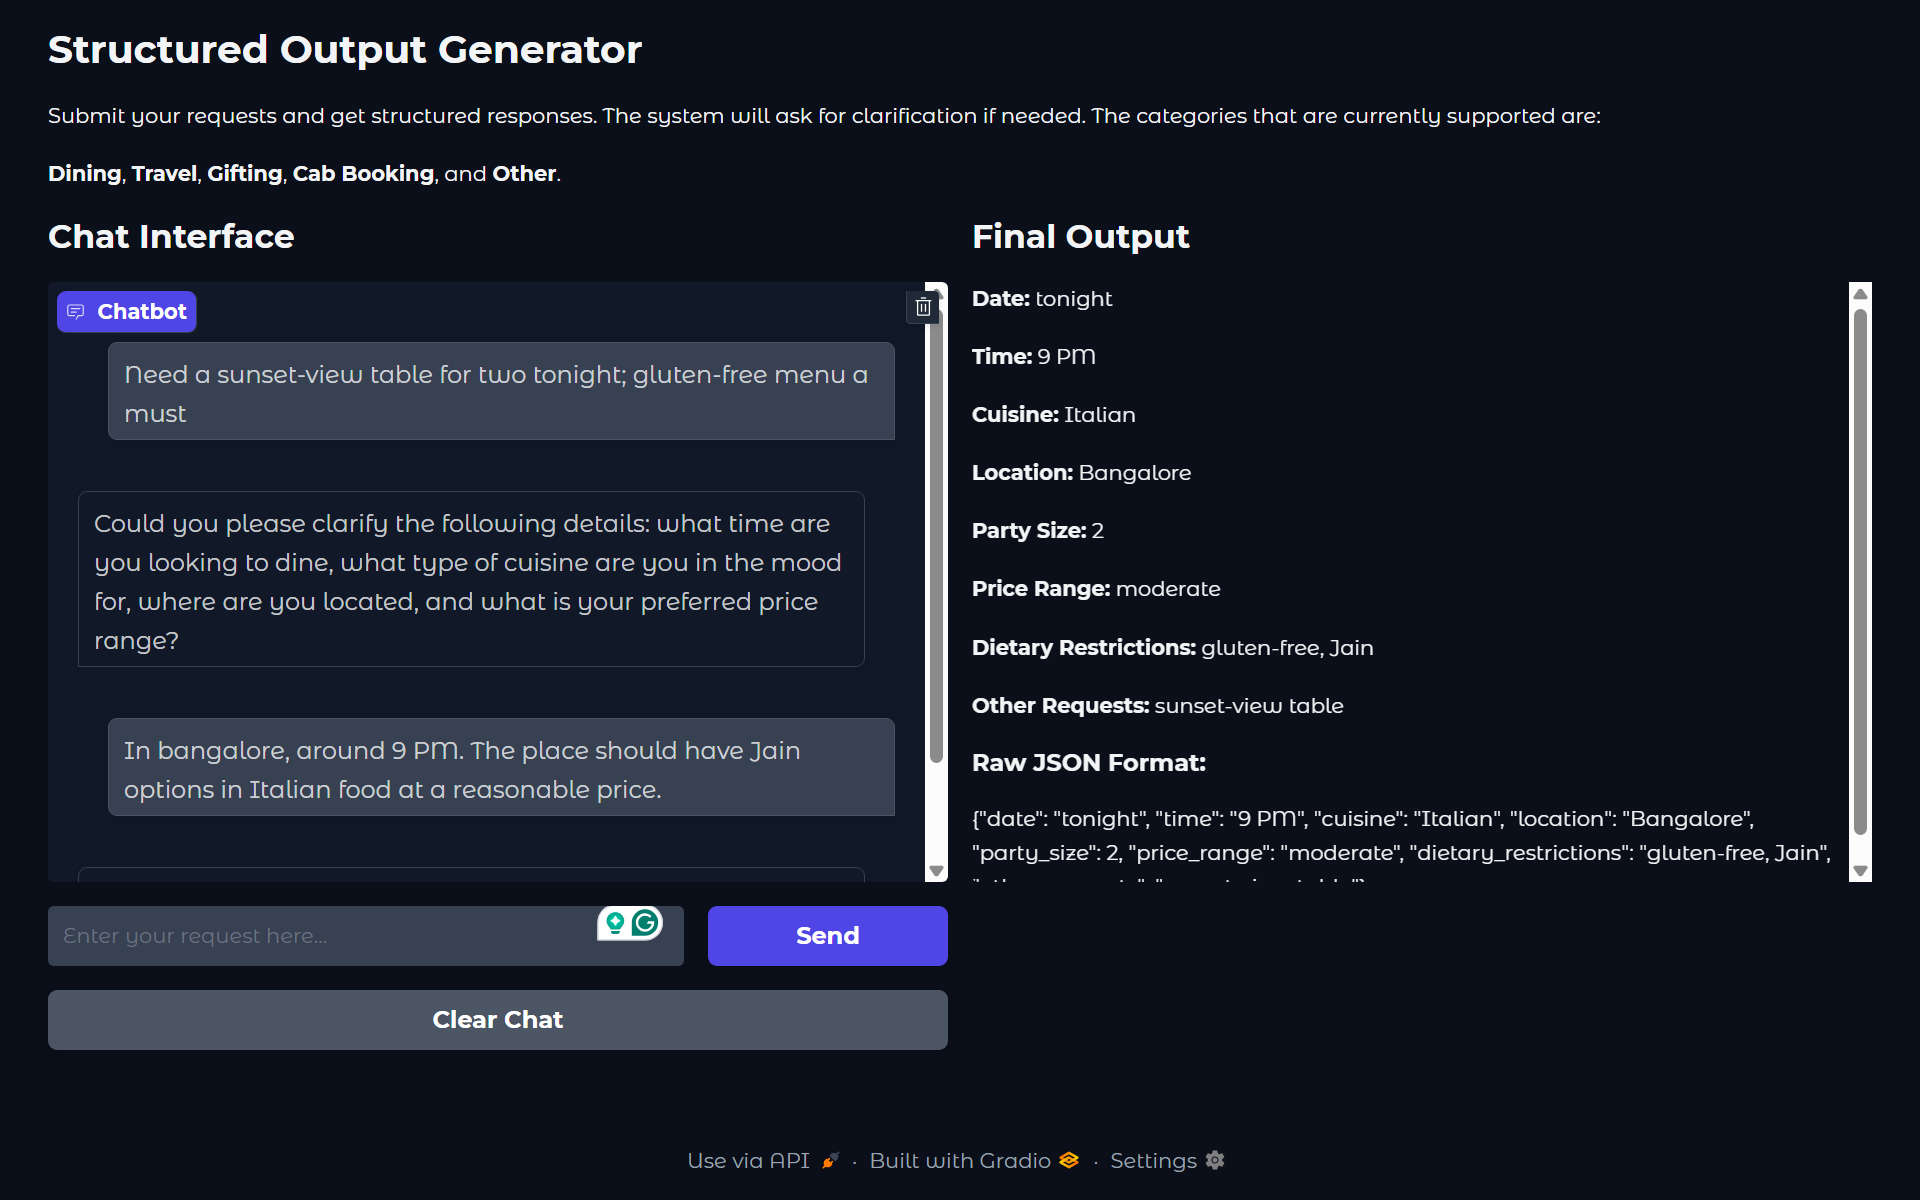 Structured Output Generator
Submit your requests and get structured responses. The system will ask for clarification if needed. The categories that are currently supported are:
Dining, Travel, Gifting, Cab Booking, and Other.
Chat Interface
Chatbot
Need a sunset-view table for two tonight; gluten-free menu a
must
Could you please clarify the following details: what time are
you looking to dine, what type of cuisine are you in the mood
for, where are you located, and what is your preferred price
range?
In bangalore, around 9 PM. The place should have Jain
options in Italian food at a reasonable price.
Enter your request here...
Send
Clear Chat
Final Output
Date: tonight
Time: 9 PM
Cuisine: Italian
Location: Bangalore
Party Size: 2
Price Range: moderate
Dietary Restrictions: gluten-free, Jain
Other Requests: sunset-view table
Raw JSON Format:
{"date": "tonight", "time": "9 PM", "cuisine": "Italian", "location": "Bangalore",
"party_size": 2, "price_range": "moderate", "dietary_restrictions": "gluten-free, Jain",
Use via API · Built with Gradio · Settings